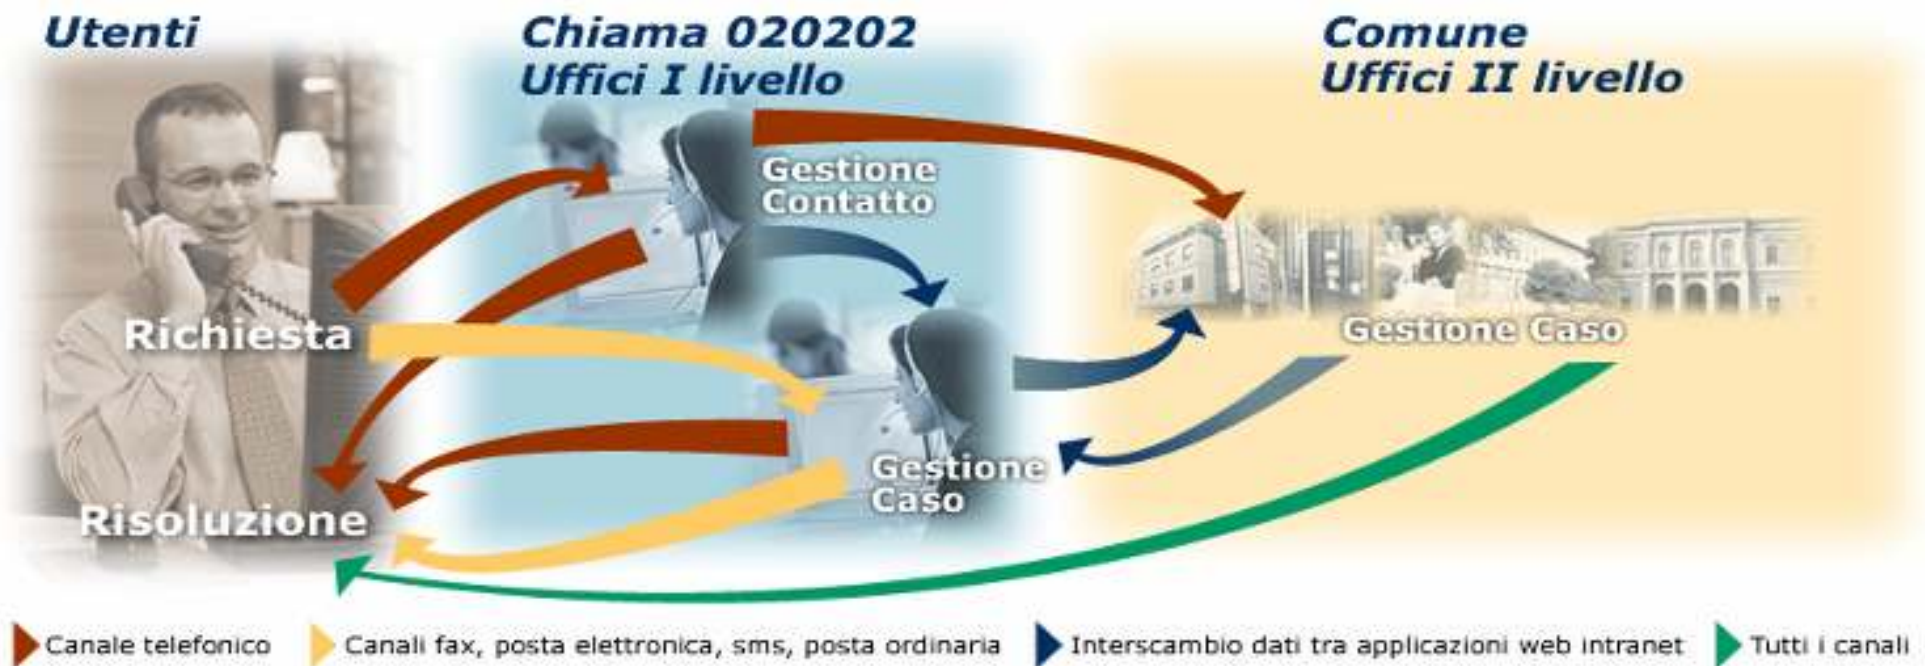 Utenti
Chiama 020202
Uffici I livello
Comune
Uffici II livello
Gestione
Contatto
Richiesta
Gestione Caso
Gestione
Caso
Risoluzione
Canale telefonico
Canali fax, posta elettronica, sms, posta ordinaria
Interscambio dati tra applicazioni web intranet
Tutti i canali